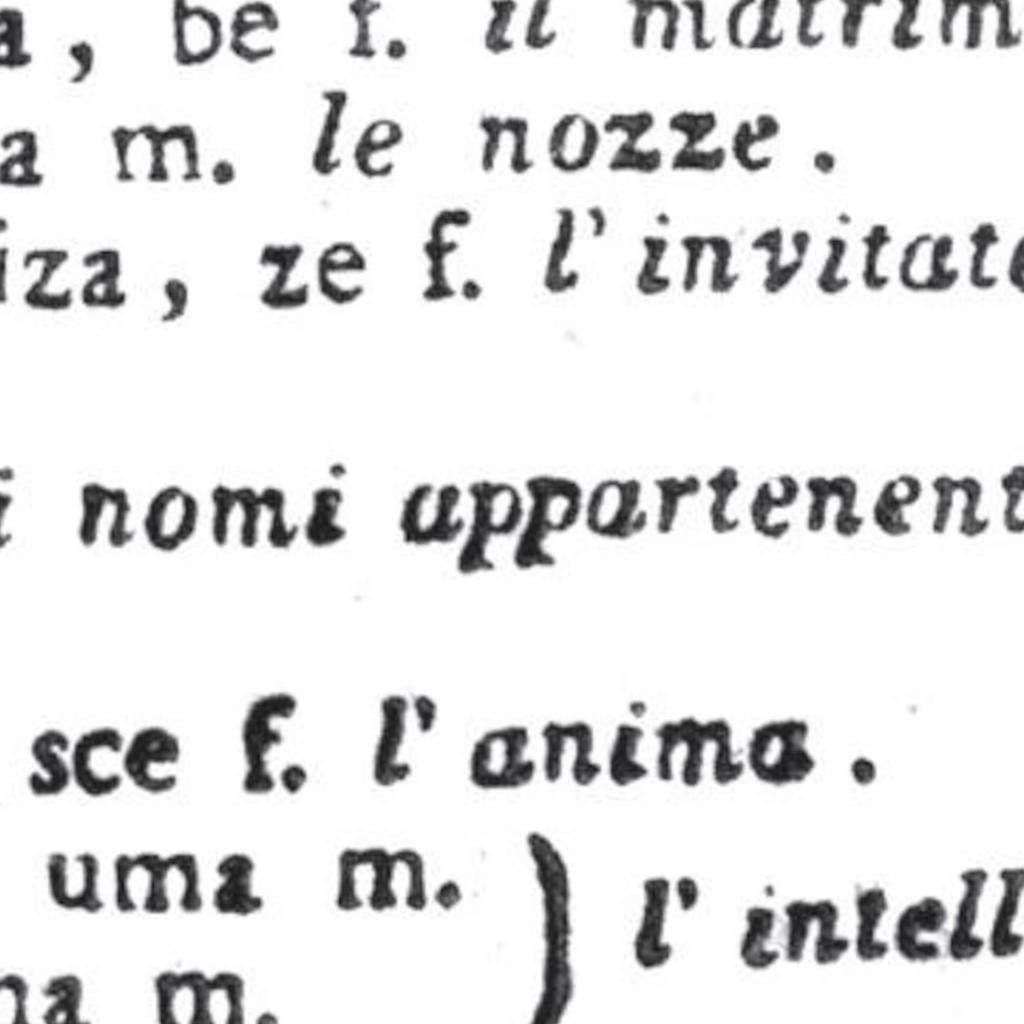 a, be f. il matrim
a m. le nozze.
iza, ze f. l'invitat
i nomi appartenent
sce f. l'anima.
uma m. ) l'intell
na m.